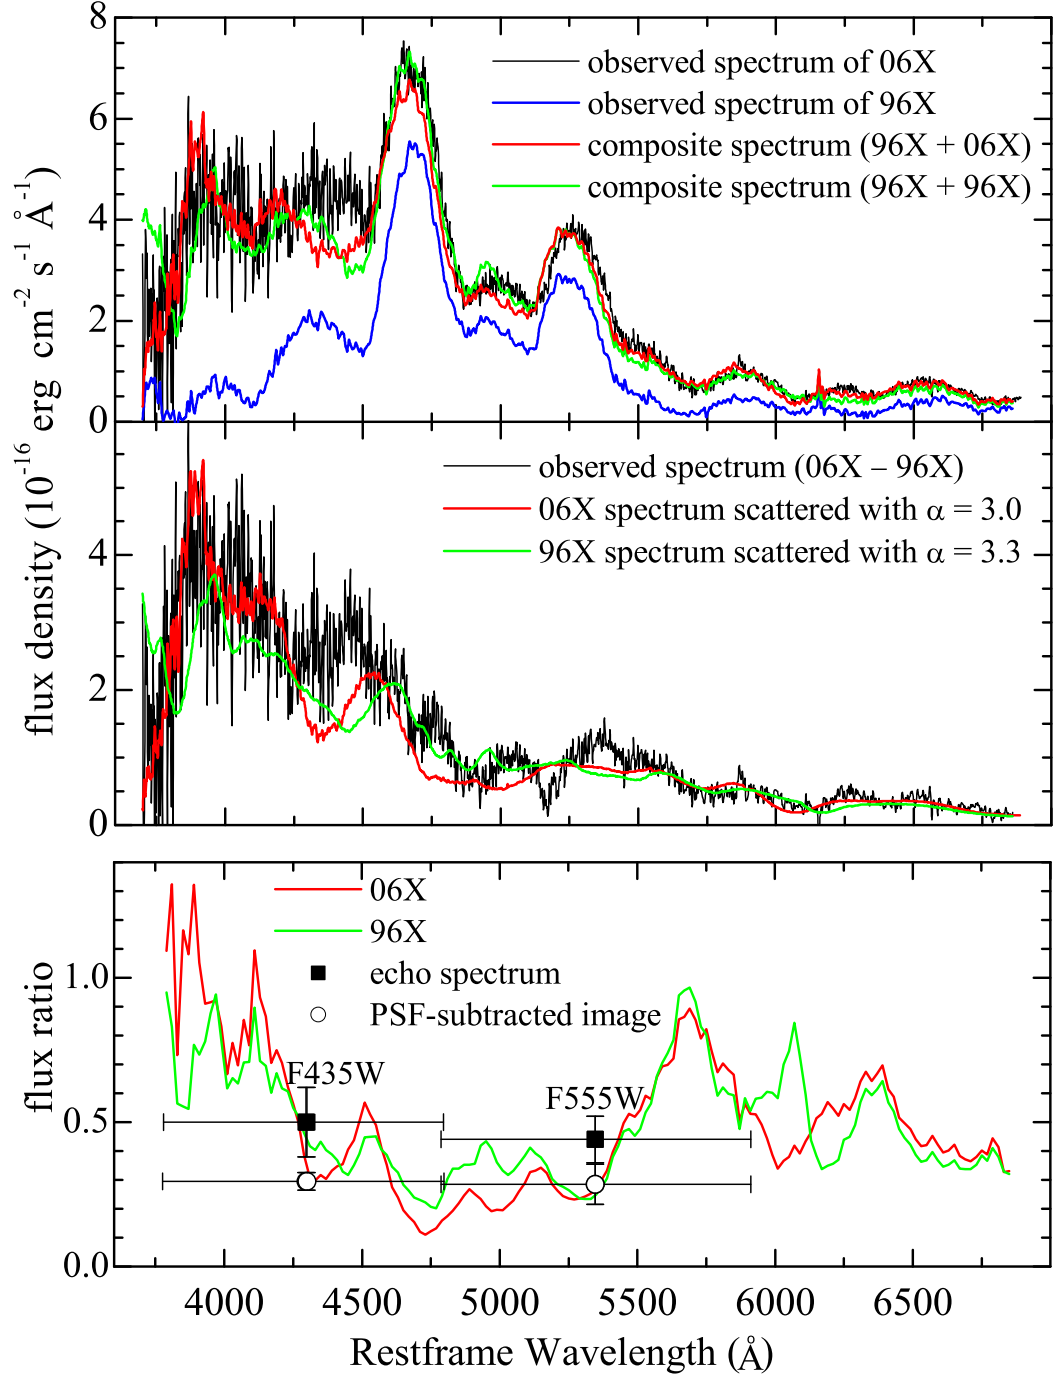 8
6
4
2
0
observed spectrum of 06X
observed spectrum of 96X
composite spectrum (96X + 06X)
composite spectrum (96X + 96X)
flux density (10⁻¹⁶ erg cm⁻² s⁻¹ Å⁻¹)
4
2
0
observed spectrum (06X – 96X)
06X spectrum scattered with α = 3.0
96X spectrum scattered with α = 3.3
flux ratio
1.0
0.5
0.0
06X
96X
echo spectrum
PSF-subtracted image
F435W
F555W
4000 4500 5000 5500 6000 6500
Restframe Wavelength (Å)